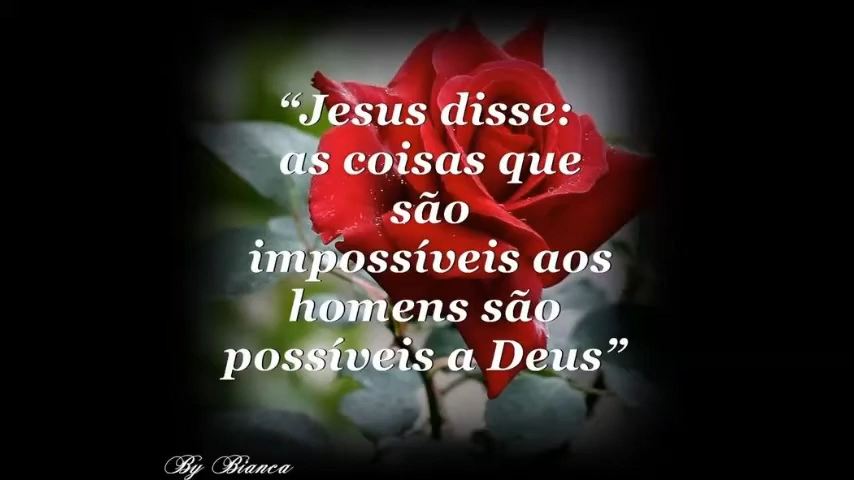 “Jesus disse:
as coisas que
são
impossíveis aos
homens são
possíveis a Deus”
By Bianca